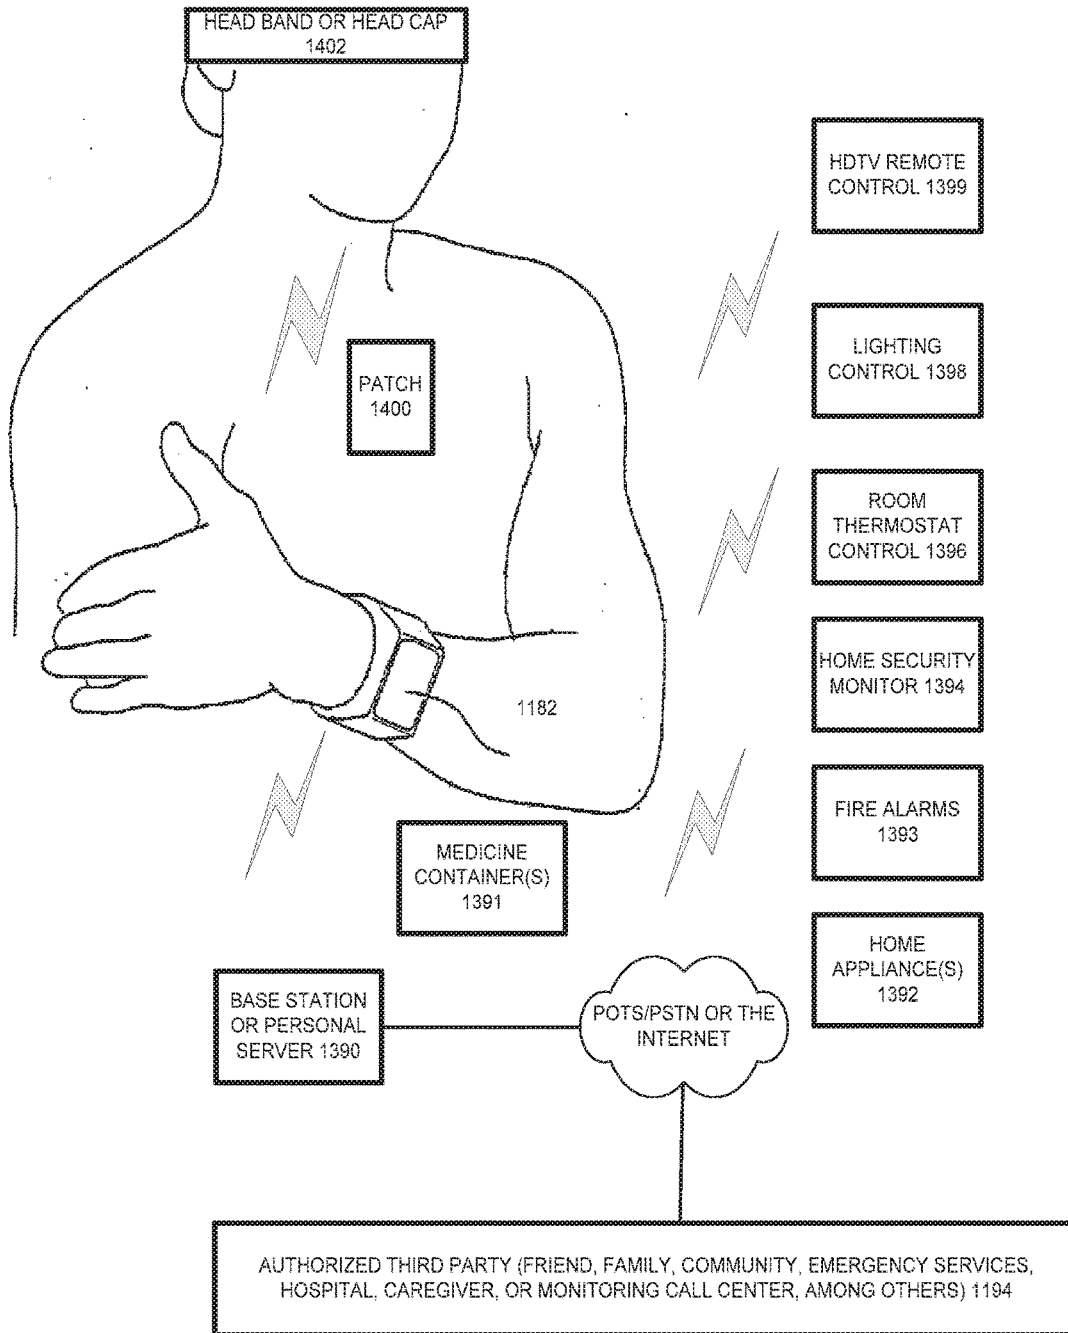 HEAD BAND OR HEAD CAP
1402
HDTV REMOTE
CONTROL 1399
LIGHTING
CONTROL 1398
PATCH
1400
ROOM
THERMOSTAT
CONTROL 1396
HOME SECURITY
MONITOR 1394
1182
FIRE ALARMS
1393
MEDICINE
CONTAINER(S)
1391
HOME
APPLIANCE(S)
1392
BASE STATION
OR PERSONAL
SERVER 1390
POTS/PSTN OR THE
INTERNET
AUTHORIZED THIRD PARTY (FRIEND, FAMILY, COMMUNITY, EMERGENCY SERVICES,
HOSPITAL, CAREGIVER, OR MONITORING CALL CENTER, AMONG OTHERS) 1194